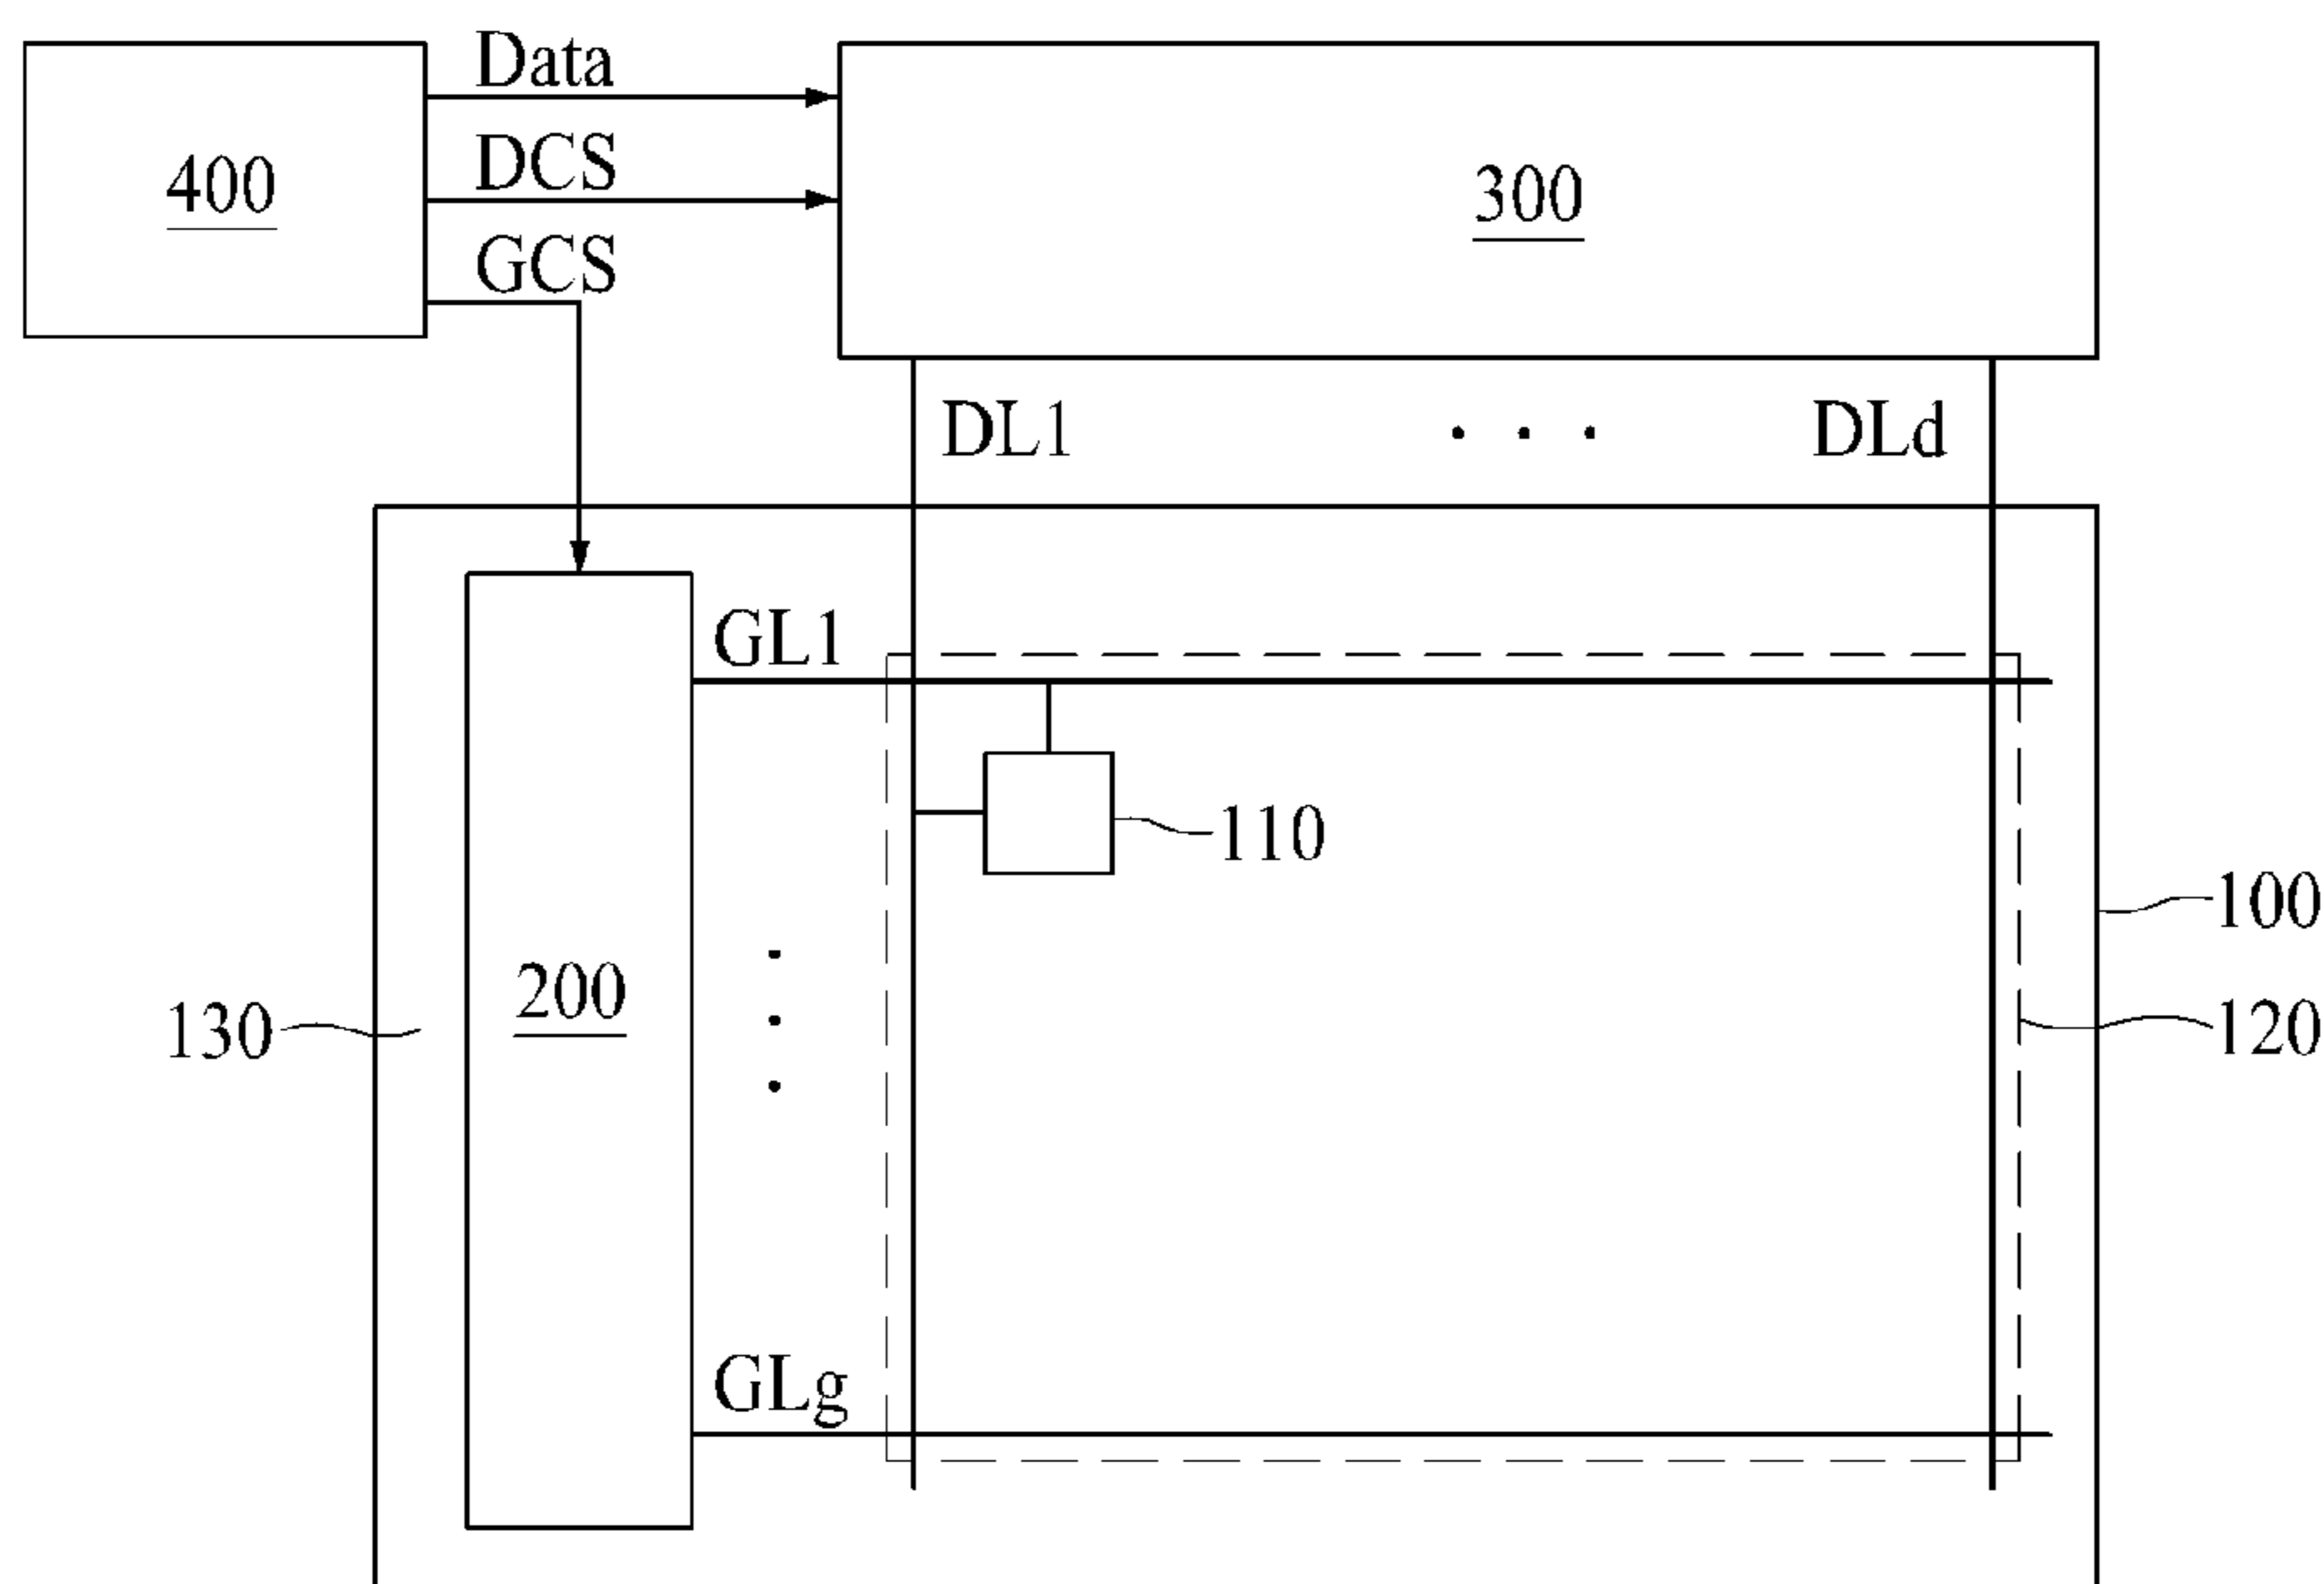 Data
400
DCS
300
GCS
DL1 . . . DLd
GL1
110
100
200
130
120
GLg